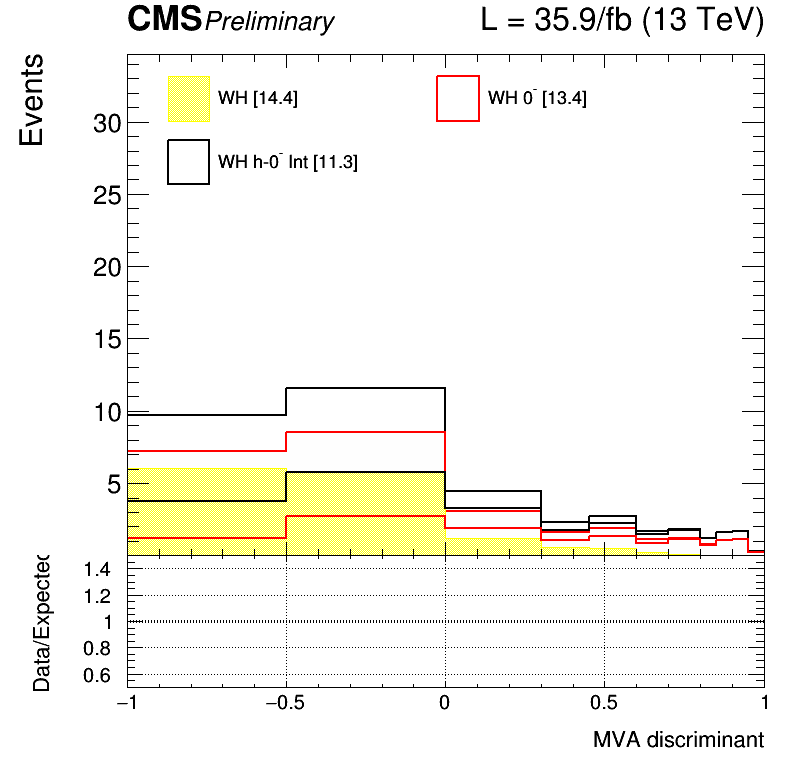 CMS Preliminary L = 35.9/fb (13 TeV)
Events
WH [14.4]
WH 0⁻ [13.4]
WH h-0⁻ Int [11.3]
30
25
20
15
10
5
Data/Expected
1.4
1.2
1
0.8
0.6
−1 −0.5 0 0.5 1
MVA discriminant